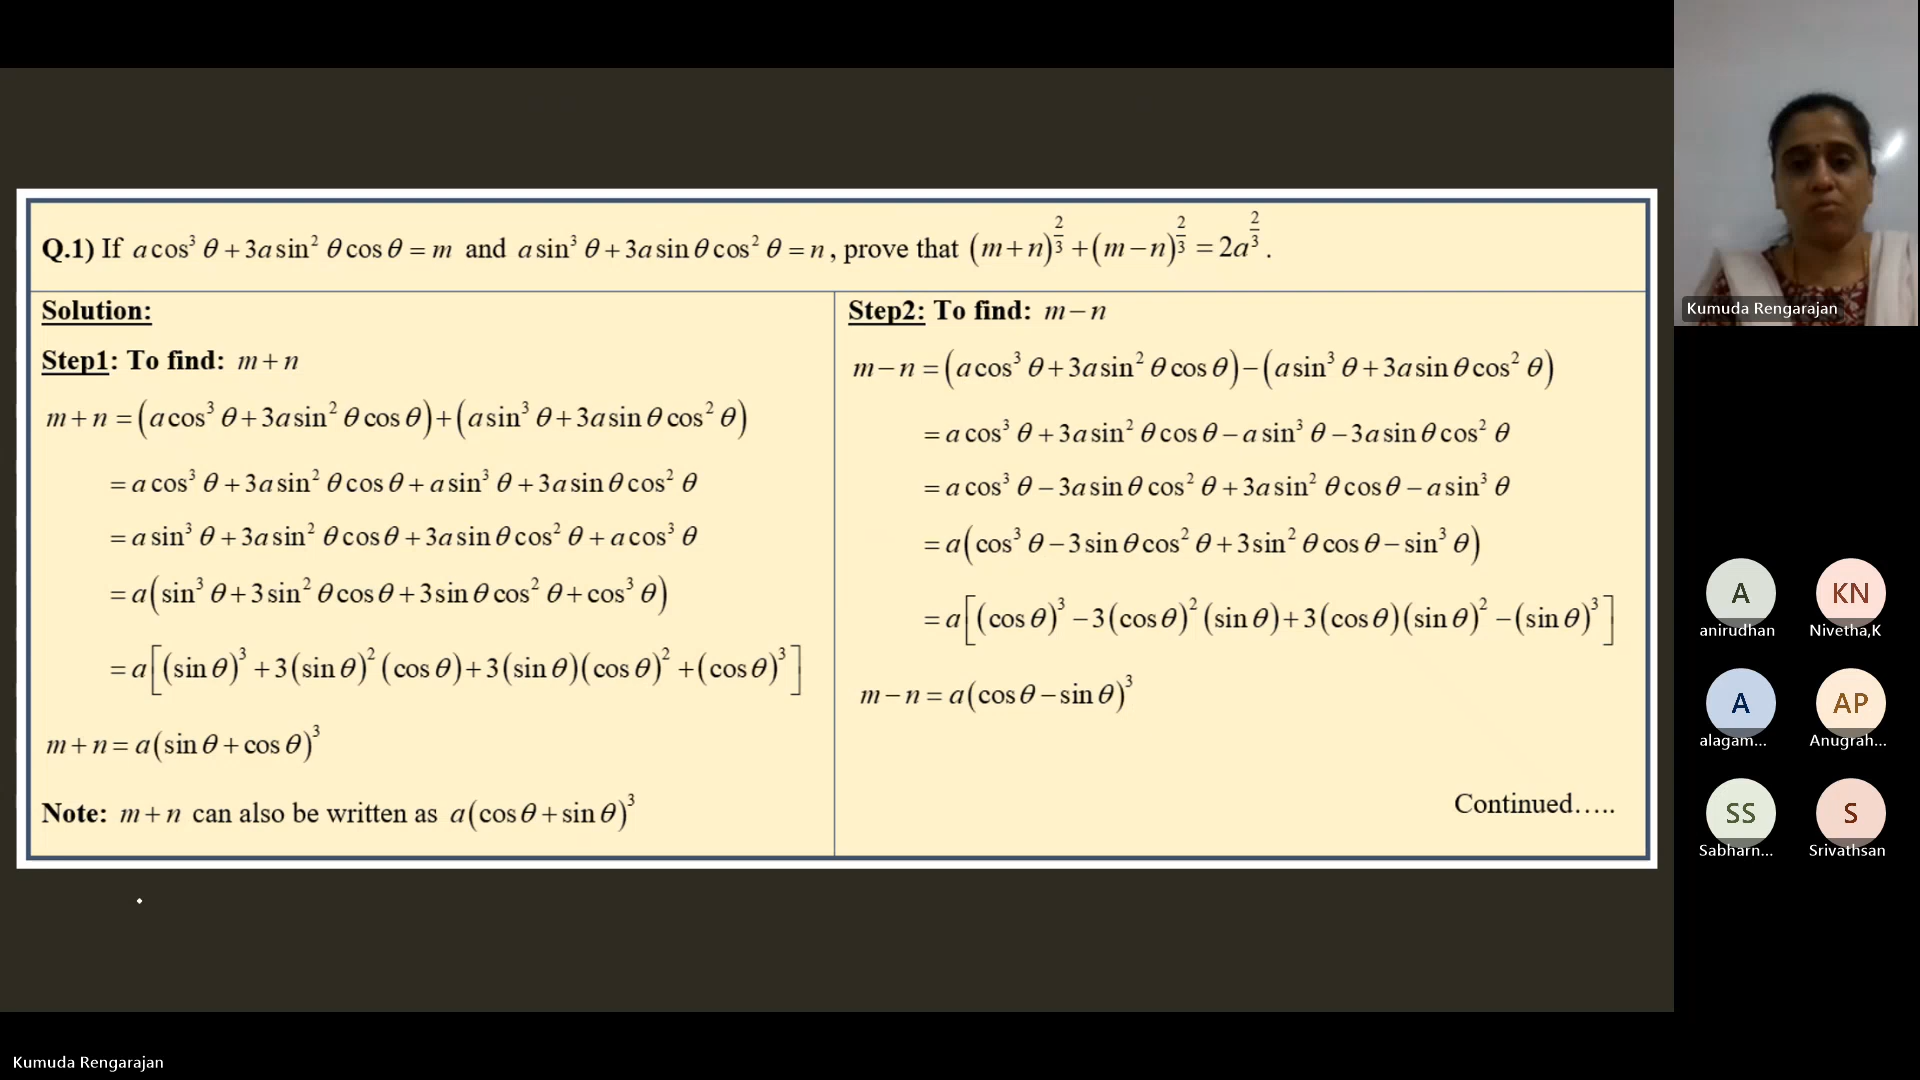 Q.1) If a cos³ θ + 3a sin² θ cos θ = m and a sin³ θ + 3a sin θ cos² θ = n, prove that (m+n)^(2/3) + (m−n)^(2/3) = 2a^(2/3).
Solution:
Step1: To find: m+n
m+n = (a cos³ θ + 3a sin² θ cos θ) + (a sin³ θ + 3a sin θ cos² θ)
= a cos³ θ + 3a sin² θ cos θ + a sin³ θ + 3a sin θ cos² θ
= a sin³ θ + 3a sin² θ cos θ + 3a sin θ cos² θ + a cos³ θ
= a(sin³ θ + 3 sin² θ cos θ + 3 sin θ cos² θ + cos³ θ)
= a[(sin θ)³ + 3(sin θ)² (cos θ) + 3(sin θ)(cos θ)² + (cos θ)³]
m+n = a(sin θ + cos θ)³
Note: m+n can also be written as a(cos θ + sin θ)³
Step2: To find: m−n
m−n = (a cos³ θ + 3a sin² θ cos θ) − (a sin³ θ + 3a sin θ cos² θ)
= a cos³ θ + 3a sin² θ cos θ − a sin³ θ − 3a sin θ cos² θ
= a cos³ θ − 3a sin θ cos² θ + 3a sin² θ cos θ − a sin³ θ
= a(cos³ θ − 3 sin θ cos² θ + 3 sin² θ cos θ − sin³ θ)
= a[(cos θ)³ − 3(cos θ)² (sin θ) + 3(cos θ)(sin θ)² − (sin θ)³]
m−n = a(cos θ − sin θ)³
Continued…..
Kumuda Rengarajan
A KN
anirudhan Nivetha,K
A AP
alagam... Anugrah...
SS S
Sabharn... Srivathsan
Kumuda Rengarajan